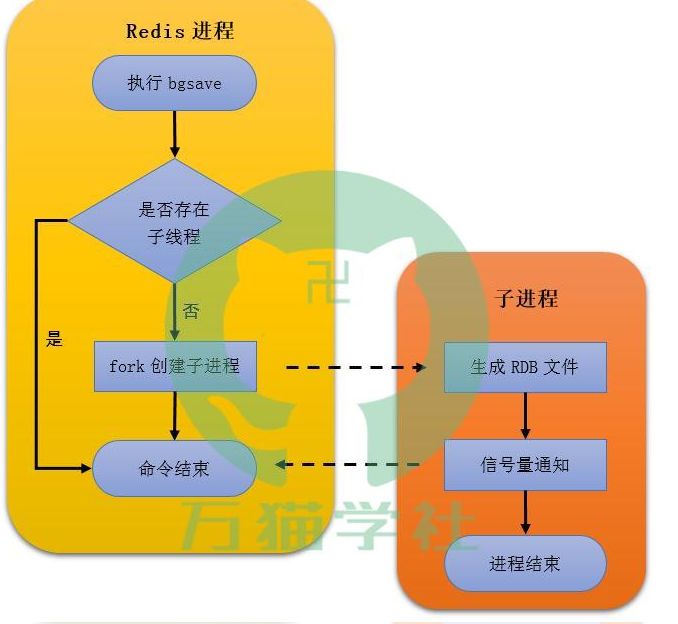 Redis 进程
执行 bgsave
是否存在
子线程
否
是
fork 创建子进程
命令结束
子进程
生成 RDB 文件
信号量通知
进程结束
卍
万猫学社